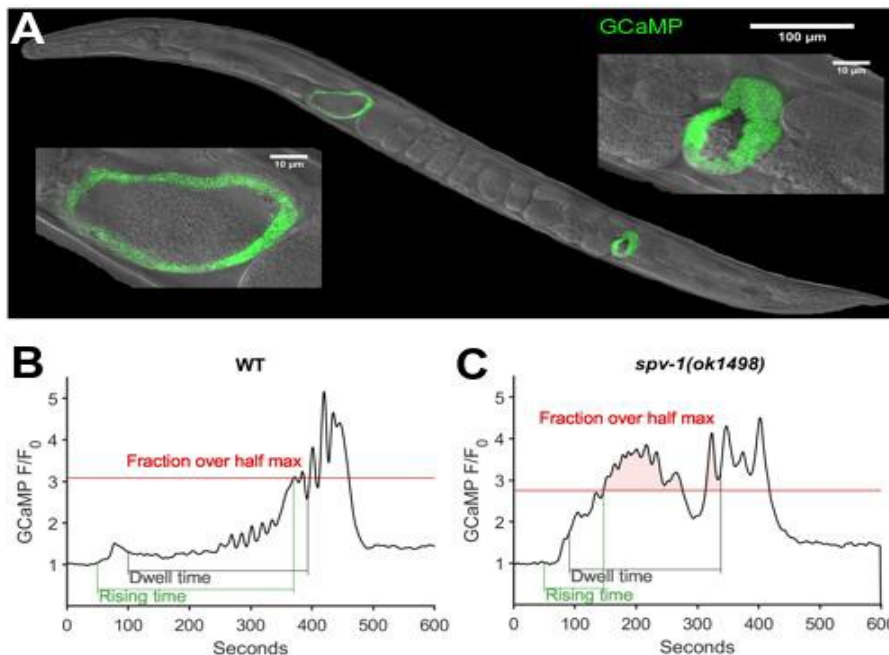 A
GCaMP
100 µm
10 µm
10 µm
B
WT
5
4
3
2
1
GCaMP F/F0
Fraction over half max
Dwell time
Rising time
0 100 200 300 400 500 600
Seconds
C
spv-1(ok1498)
5
4
3
2
1
GCaMP F/F0
Fraction over half max
Dwell time
Rising time
0 100 200 300 400 500 600
Seconds